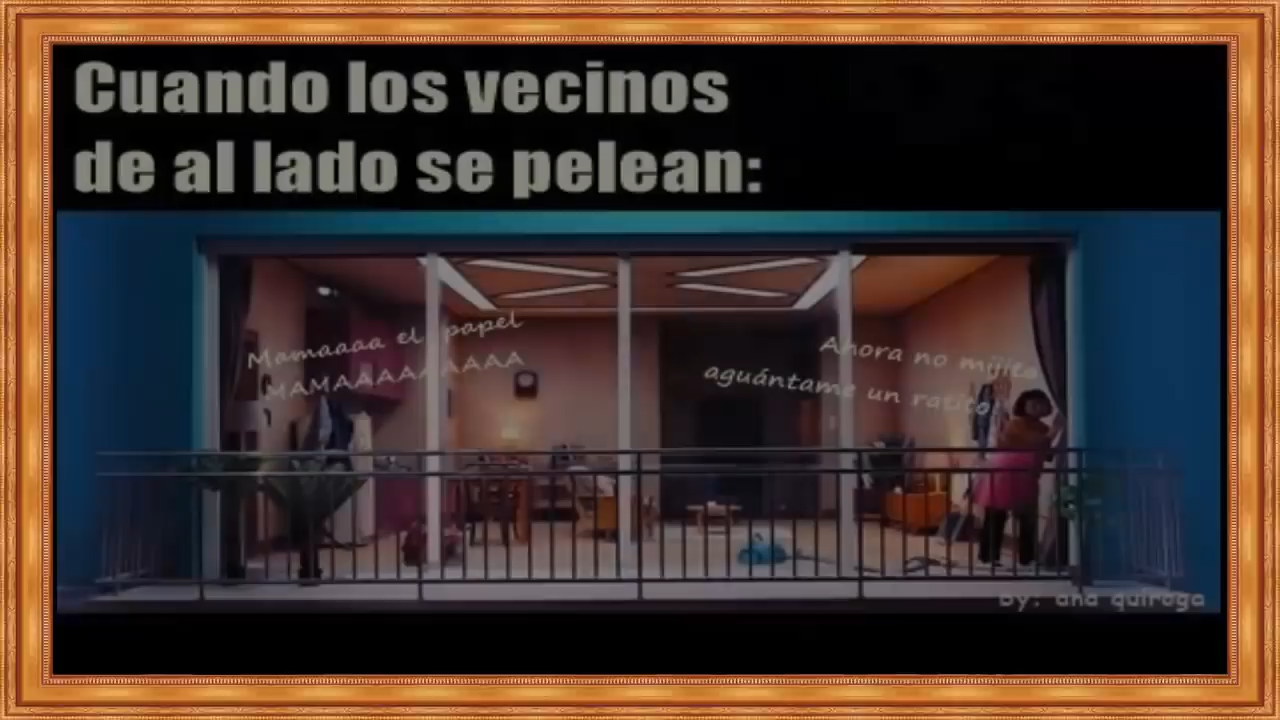 Cuando los vecinos
de al lado se pelean:
Mamaaaa el papel
MAMAAAAAAAAAA
Ahora no mijita
aguántame un ratito
by: ana quiroga